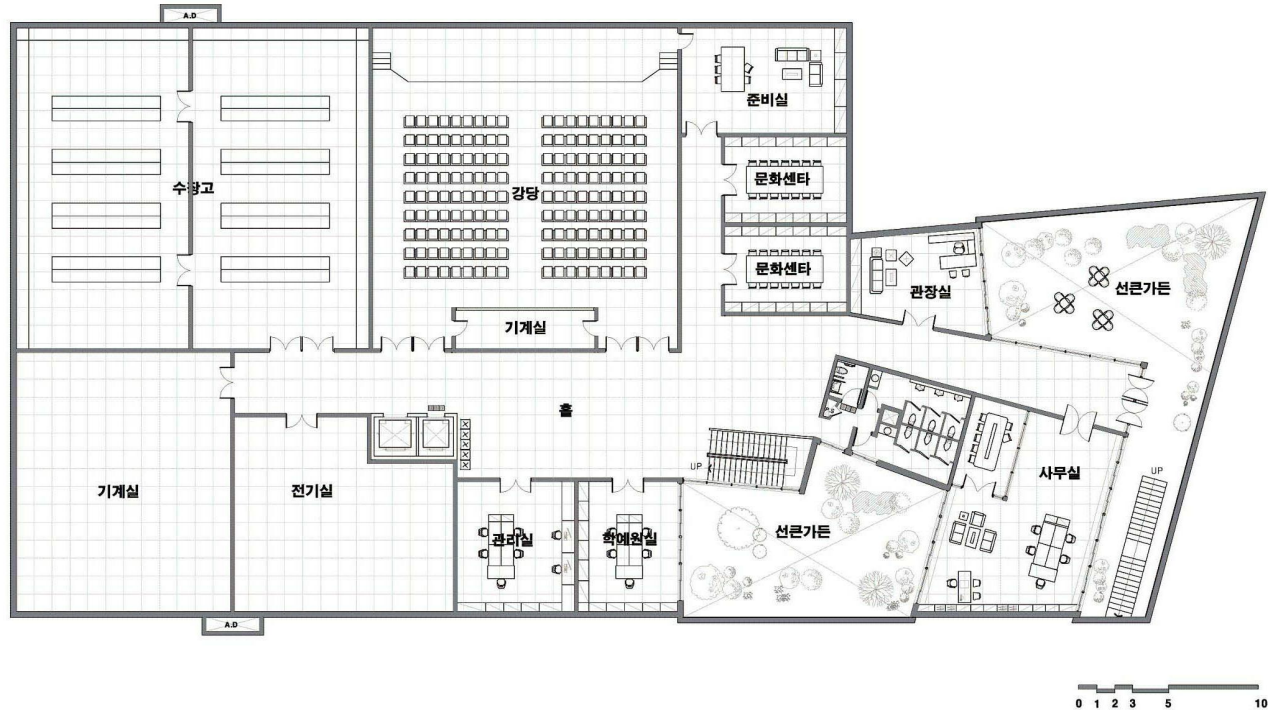 A.D
준비실
수장고
강당
문화센타
문화센타
관장실
선큰가든
기계실
홀
P.S
UP
사무실
UP
기계실
전기실
관리실
학예원실
선큰가든
A.D
0 1 2 3 5 10